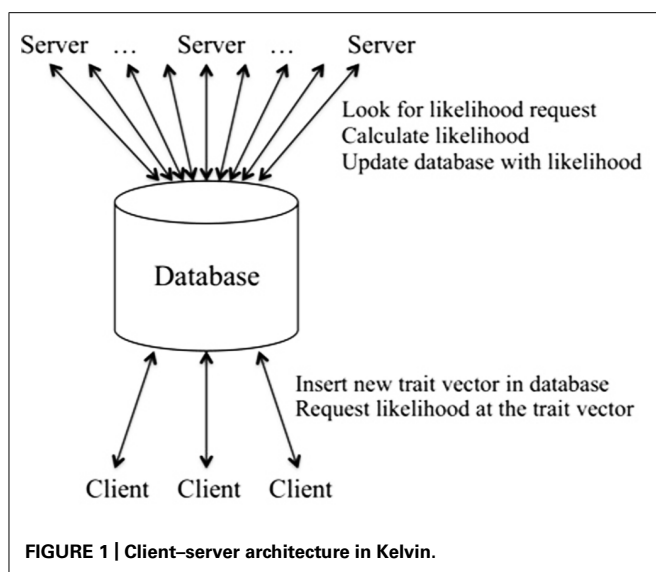 Server ... Server ... Server
Look for likelihood request
Calculate likelihood
Update database with likelihood
Database
Insert new trait vector in database
Request likelihood at the trait vector
Client Client Client
FIGURE 1 | Client–server architecture in Kelvin.